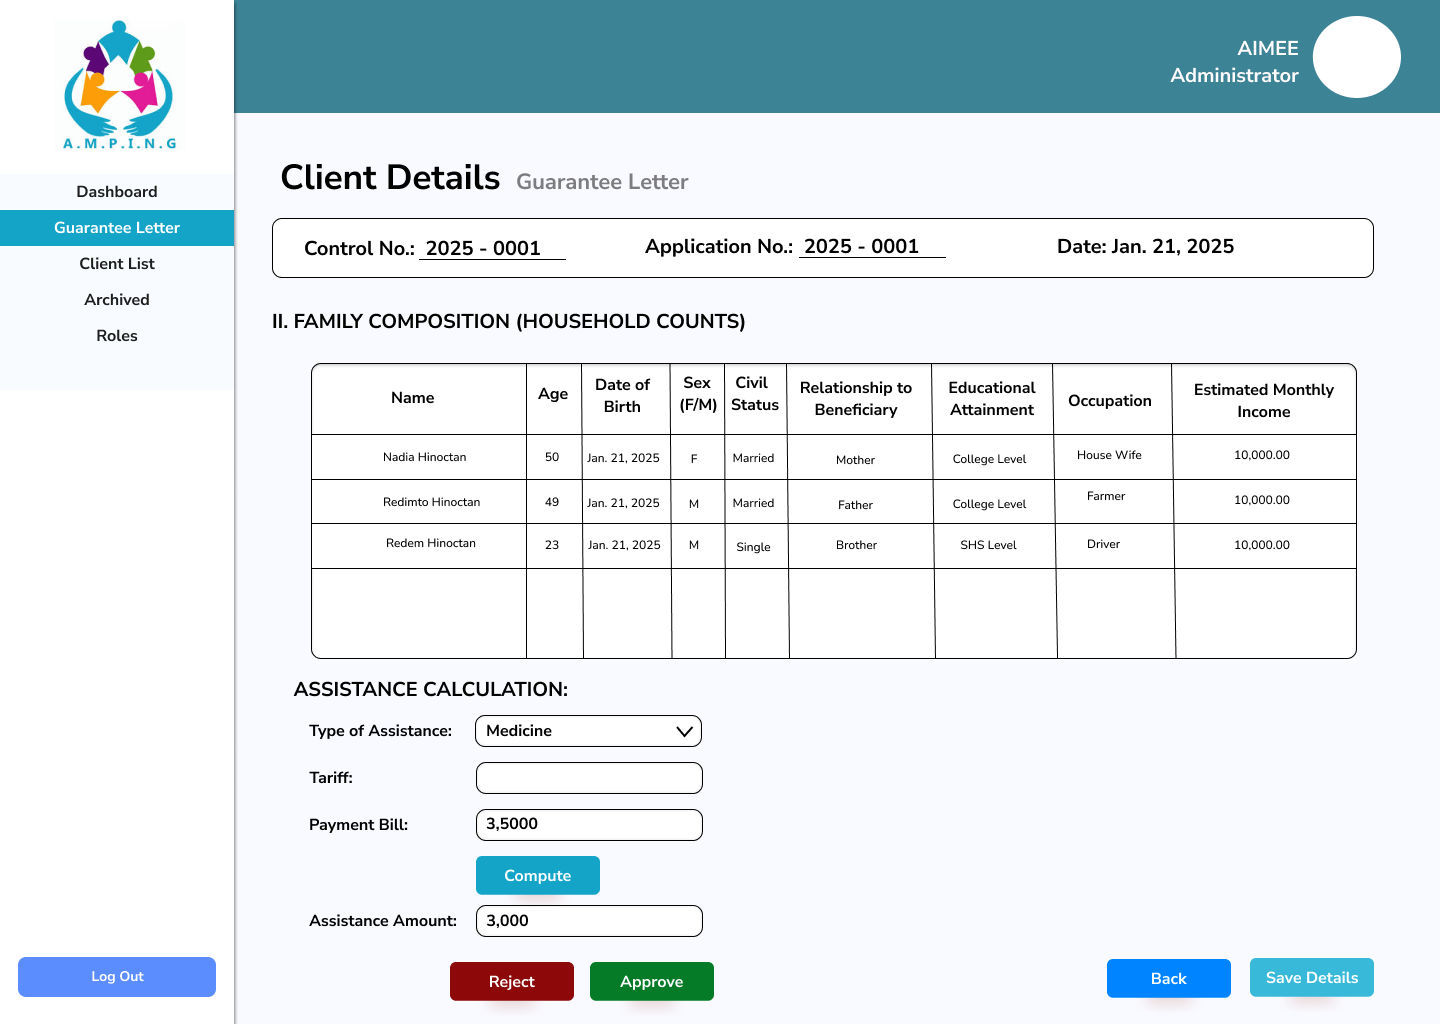 A.M.P.I.N.G
Dashboard
Guarantee Letter
Client List
Archived
Roles
Log Out
AIMEE
Administrator
Client Details Guarantee Letter
Control No.: 2025 - 0001 Application No.: 2025 - 0001 Date: Jan. 21, 2025
II. FAMILY COMPOSITION (HOUSEHOLD COUNTS)
Name Age Date of Birth Sex (F/M) Civil Status Relationship to Beneficiary Educational Attainment Occupation Estimated Monthly Income
Nadia Hinoctan 50 Jan. 21, 2025 F Married Mother College Level House Wife 10,000.00
Redimto Hinoctan 49 Jan. 21, 2025 M Married Father College Level Farmer 10,000.00
Redem Hinoctan 23 Jan. 21, 2025 M Single Brother SHS Level Driver 10,000.00
ASSISTANCE CALCULATION:
Type of Assistance: Medicine
Tariff:
Payment Bill: 3,5000
Compute
Assistance Amount: 3,000
Reject Approve Back Save Details